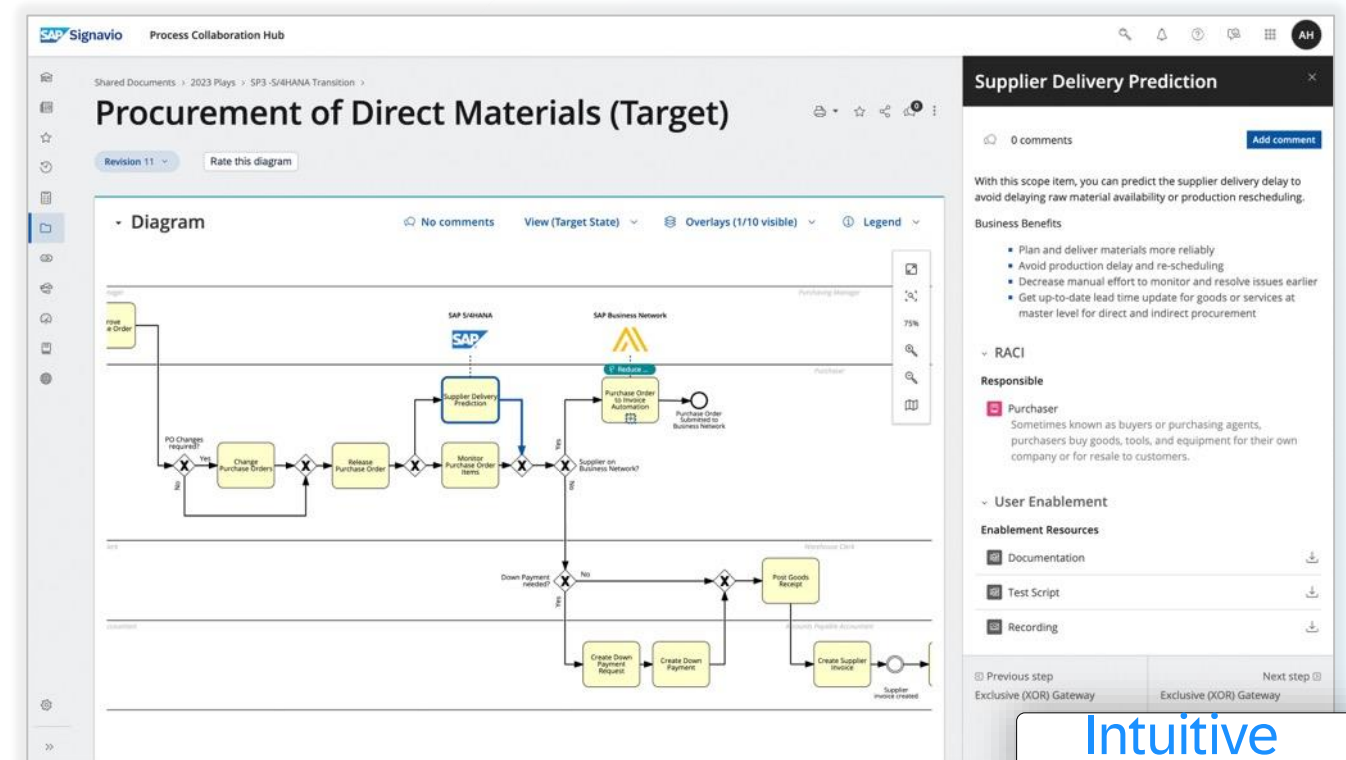 SAP Signavio Process Collaboration Hub
AH
Shared Documents > 2023 Plays > SP3 -S/4HANA Transition >
Procurement of Direct Materials (Target)
0
Revision 11
Rate this diagram
Diagram
No comments
View (Target State)
Overlays (1/10 visible)
Legend
Purchasing Manager
SAP S/4HANA
SAP
SAP Business Network
75%
Purchaser
Reduce ...
Supplier Delivery
Prediction
Purchase Order
to Invoice
Automation
Purchase Order
Submitted to
Business Network
PO Changes
required?
Yes
No
Change
Purchase Orders
Release
Purchase Order
Monitor
Purchase Order
Items
Yes
Supplier on
Business Network?
No
Warehouse Clerk
Down Payment
needed?
No
Yes
Post Goods
Receipt
Accounts Payable Accountant
Create Down
Payment
Request
Create Down
Payment
Create Supplier
Invoice
Supplier
invoice created
Supplier Delivery Prediction
0 comments
Add comment
With this scope item, you can predict the supplier delivery delay to
avoid delaying raw material availability or production rescheduling.
Business Benefits
Plan and deliver materials more reliably
Avoid production delay and re-scheduling
Decrease manual effort to monitor and resolve issues earlier
Get up-to-date lead time update for goods or services at
master level for direct and indirect procurement
RACI
Responsible
Purchaser
Sometimes known as buyers or purchasing agents,
purchasers buy goods, tools, and equipment for their own
company or for resale to customers.
User Enablement
Enablement Resources
Documentation
Test Script
Recording
Previous step
Exclusive (XOR) Gateway
Next step
Exclusive (XOR) Gateway
Intuitive